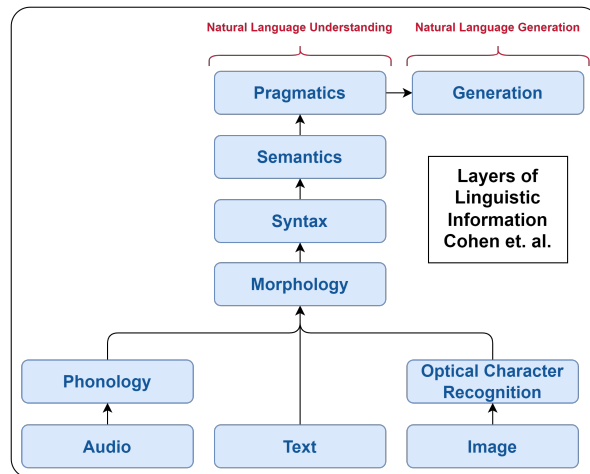 Natural Language Understanding
Natural Language Generation
Pragmatics
Generation
Semantics
Layers of
Linguistic
Information
Cohen et. al.
Syntax
Morphology
Phonology
Optical Character
Recognition
Audio
Text
Image